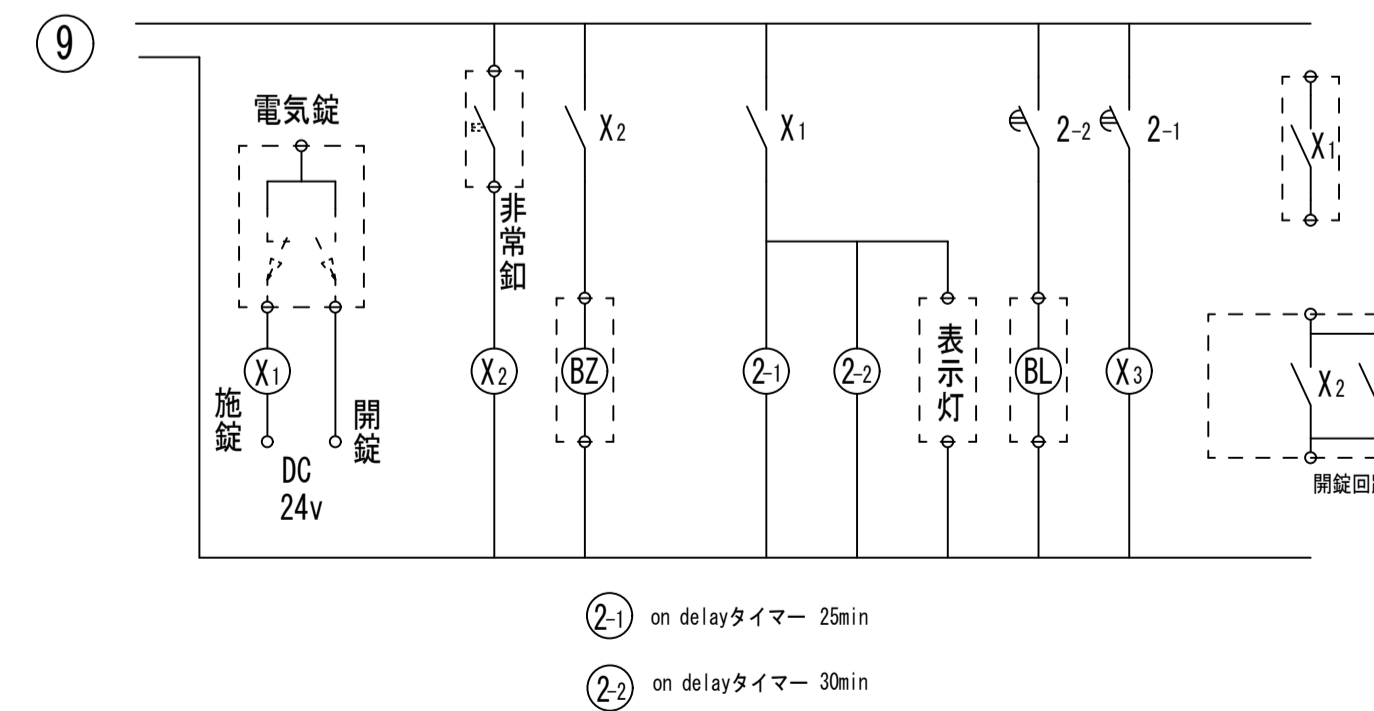 9
電気錠
X1
施錠
開錠
DC
24v
非常釦
X2
X2
BZ
X1
2-1
2-2
表示灯
2-2
BL
2-1
X3
X1
X2
開錠回
2-1 on delayタイマー 25min
2-2 on delayタイマー 30min